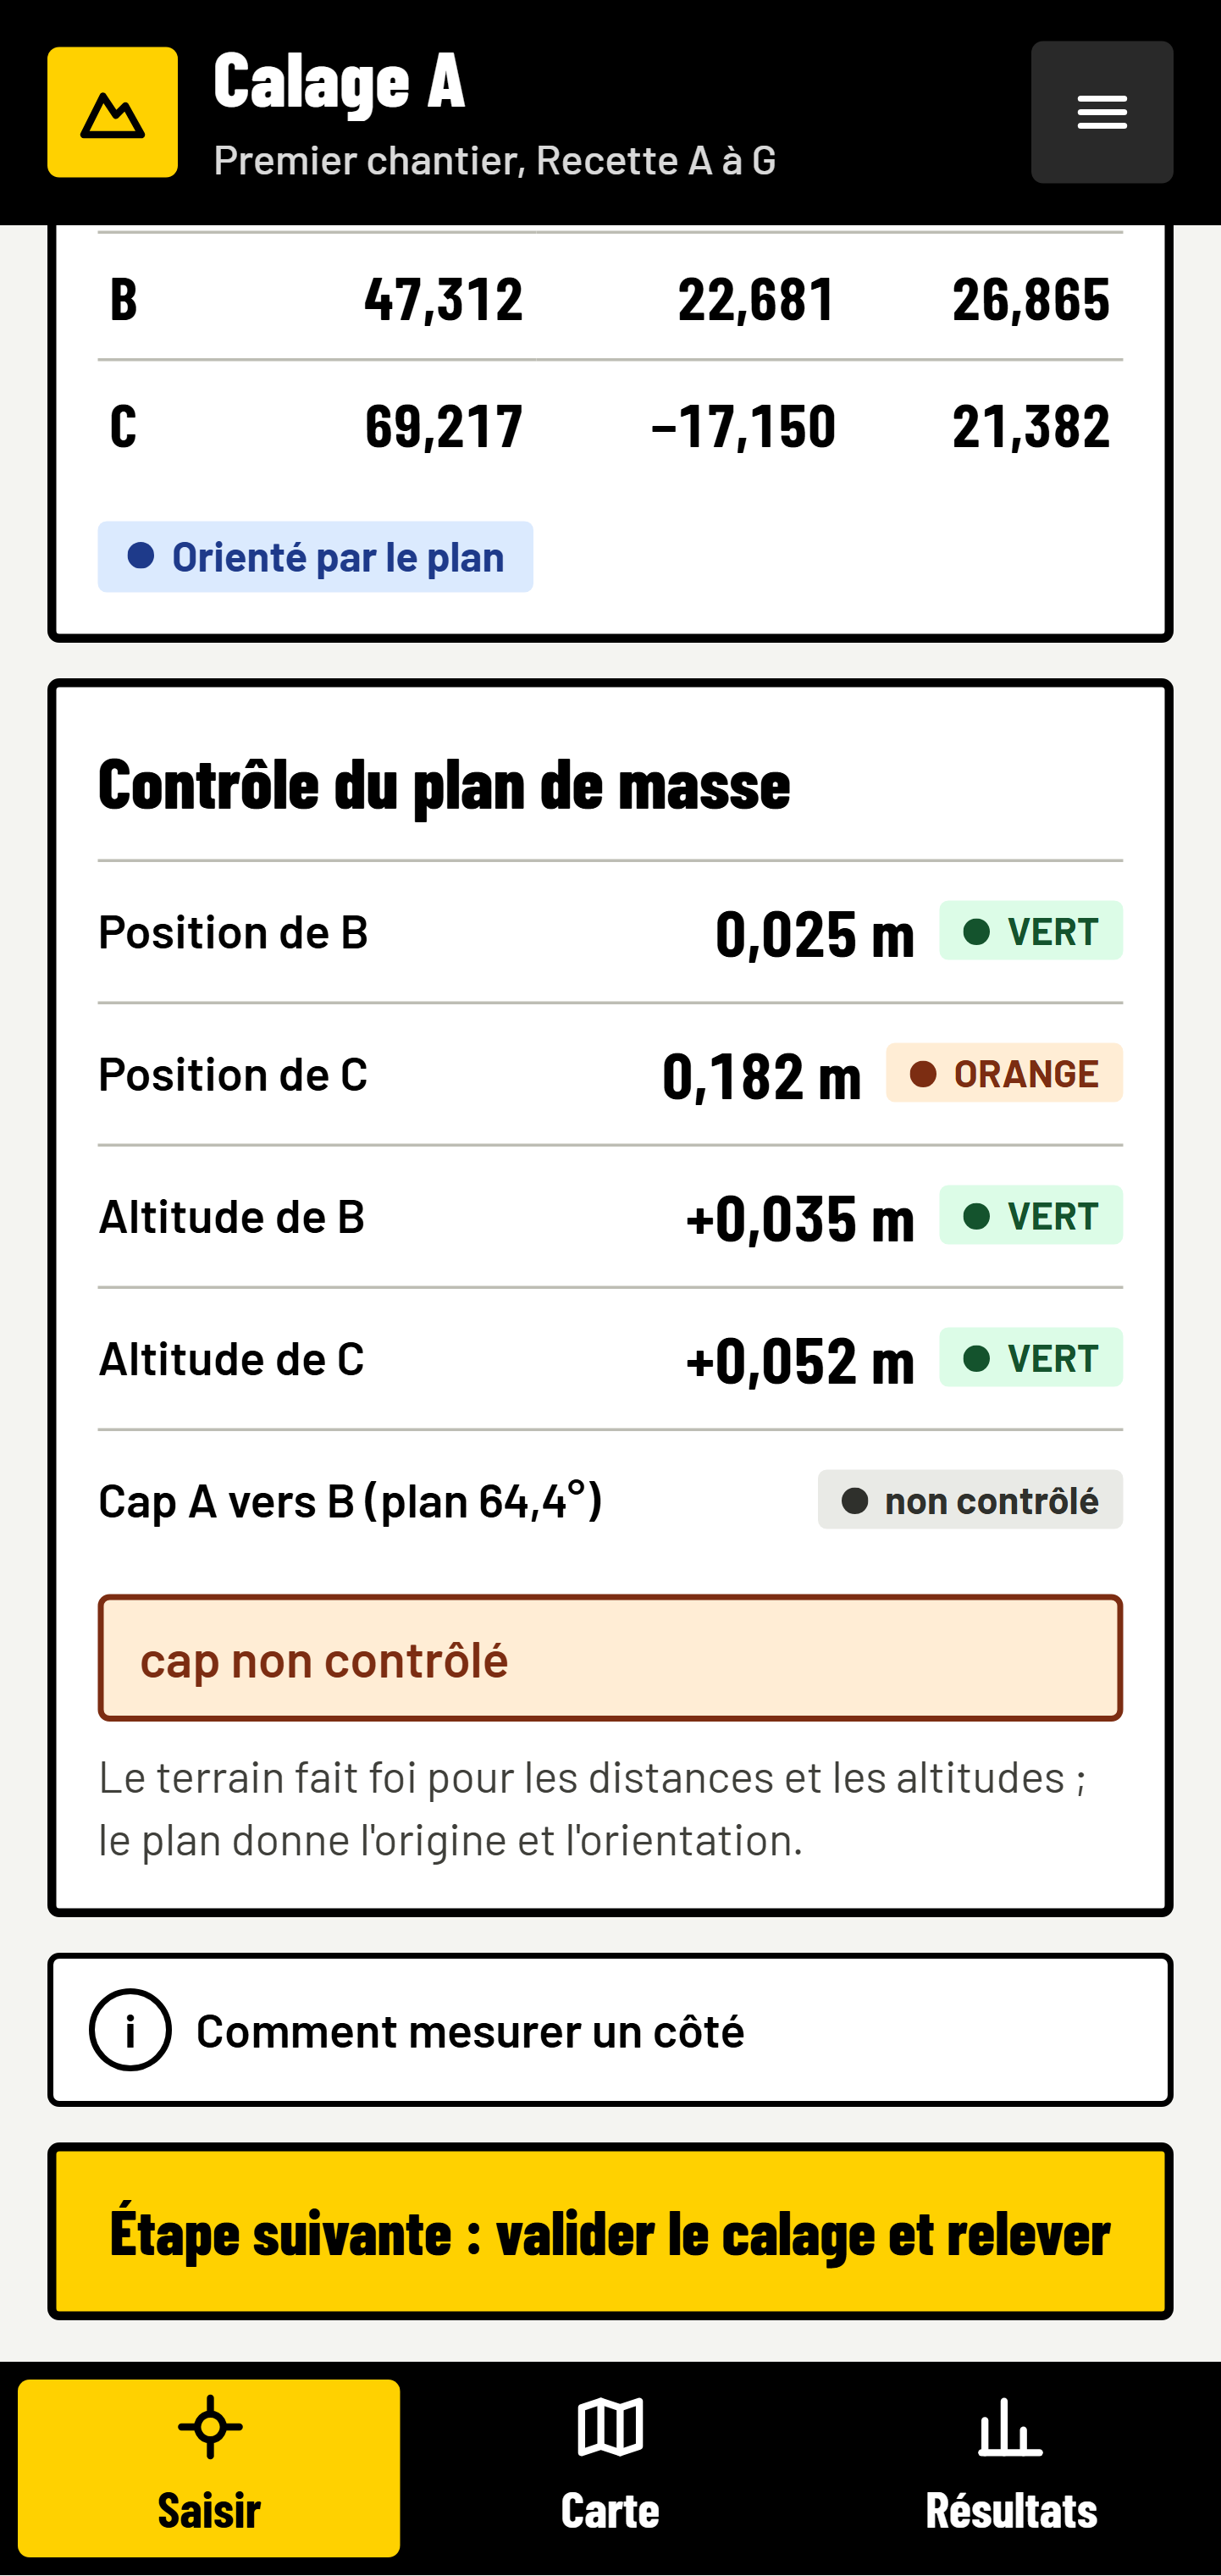 Calage A
Premier chantier, Recette A à G
B 47,312 22,681 26,865
C 69,217 −17,150 21,382
Orienté par le plan
Contrôle du plan de masse
Position de B 0,025 m VERT
Position de C 0,182 m ORANGE
Altitude de B +0,035 m VERT
Altitude de C +0,052 m VERT
Cap A vers B (plan 64,4°) non contrôlé
cap non contrôlé
Le terrain fait foi pour les distances et les altitudes ;
le plan donne l'origine et l'orientation.
i Comment mesurer un côté
Étape suivante : valider le calage et relever
Saisir Carte Résultats